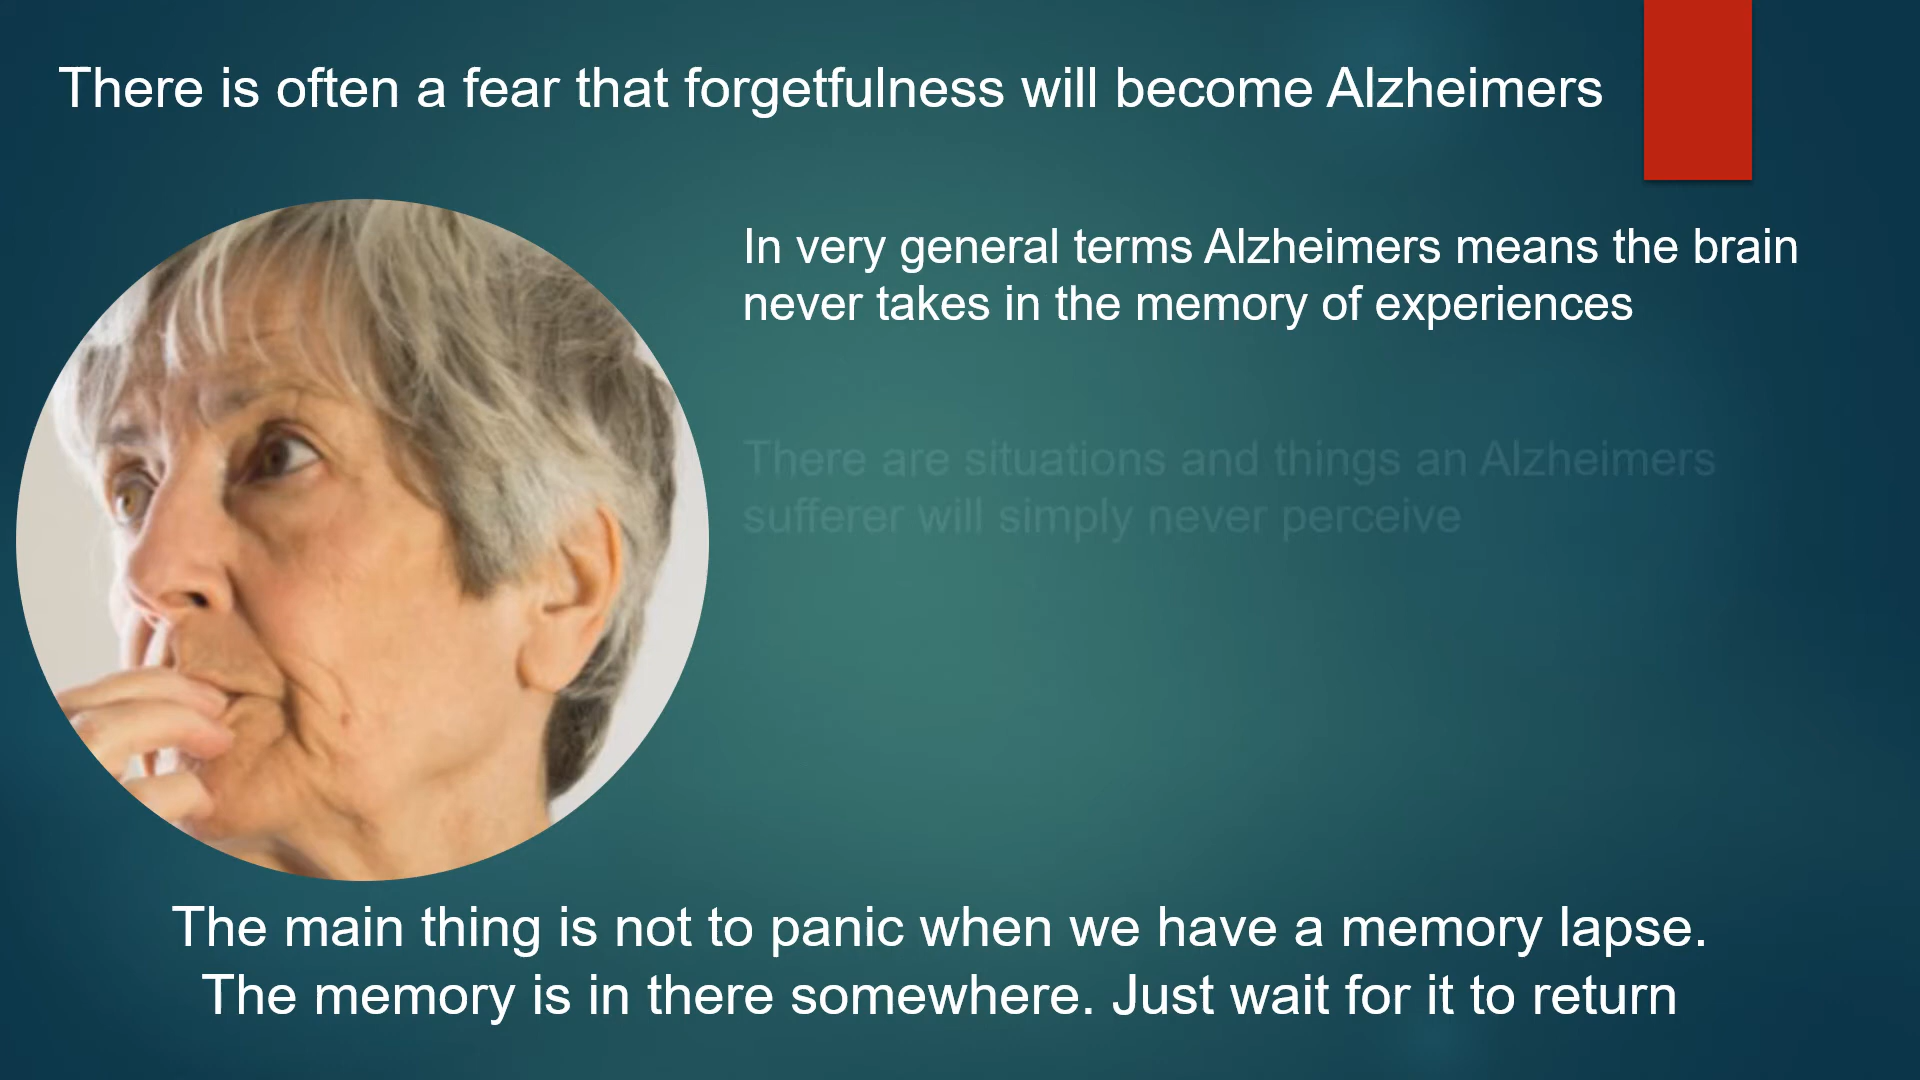 There is often a fear that forgetfulness will become Alzheimers
In very general terms Alzheimers means the brain
never takes in the memory of experiences
There are situations and things an Alzheimers
sufferer will simply never perceive
The main thing is not to panic when we have a memory lapse.
The memory is in there somewhere. Just wait for it to return